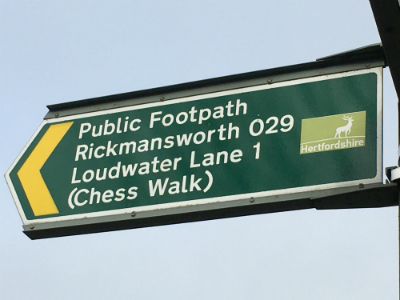 Public Footpath
Rickmansworth 029
Loudwater Lane 1
(Chess Walk)
Hertfordshire